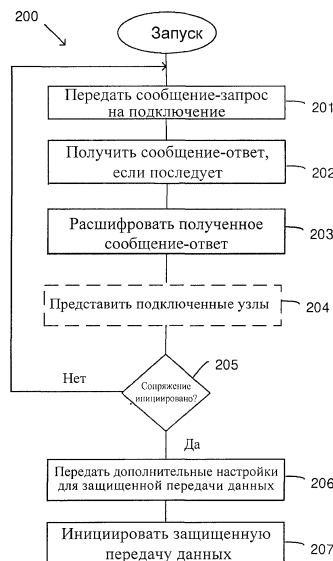 200
Запуск
Передать сообщение-запрос
на подключение
201
Получить сообщение-ответ,
если последует
202
Расшифровать полученное
сообщение-ответ
203
Представить подключенные узлы
204
205
Нет
Сопряжение
инициировано?
Да
Передать дополнительные настройки
для защищенной передачи данных
206
Инициировать защищенную
передачу данных
207